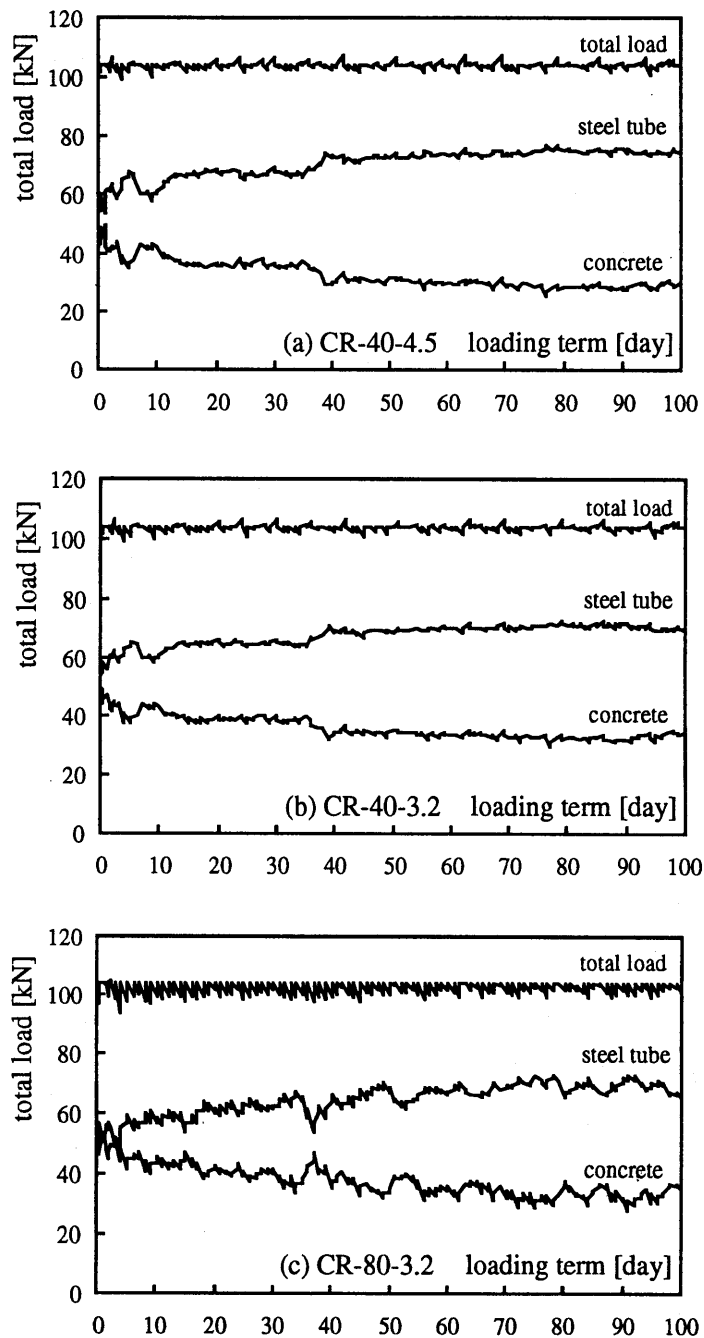 120
total load
100
steel tube
80
60
40
concrete
20
0
total load [kN]
(a) CR-40-4.5 loading term [day]
0 10 20 30 40 50 60 70 80 90 100
120
total load
100
steel tube
80
60
40
concrete
20
0
total load [kN]
(b) CR-40-3.2 loading term [day]
0 10 20 30 40 50 60 70 80 90 100
120
total load
100
steel tube
80
60
40
concrete
20
0
total load [kN]
(c) CR-80-3.2 loading term [day]
0 10 20 30 40 50 60 70 80 90 100